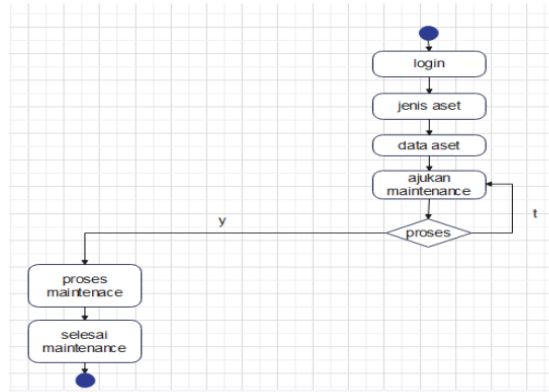 login
jenis aset
data aset
ajukan
maintenance
proses
y
t
proses
maintenace
selesai
maintenance